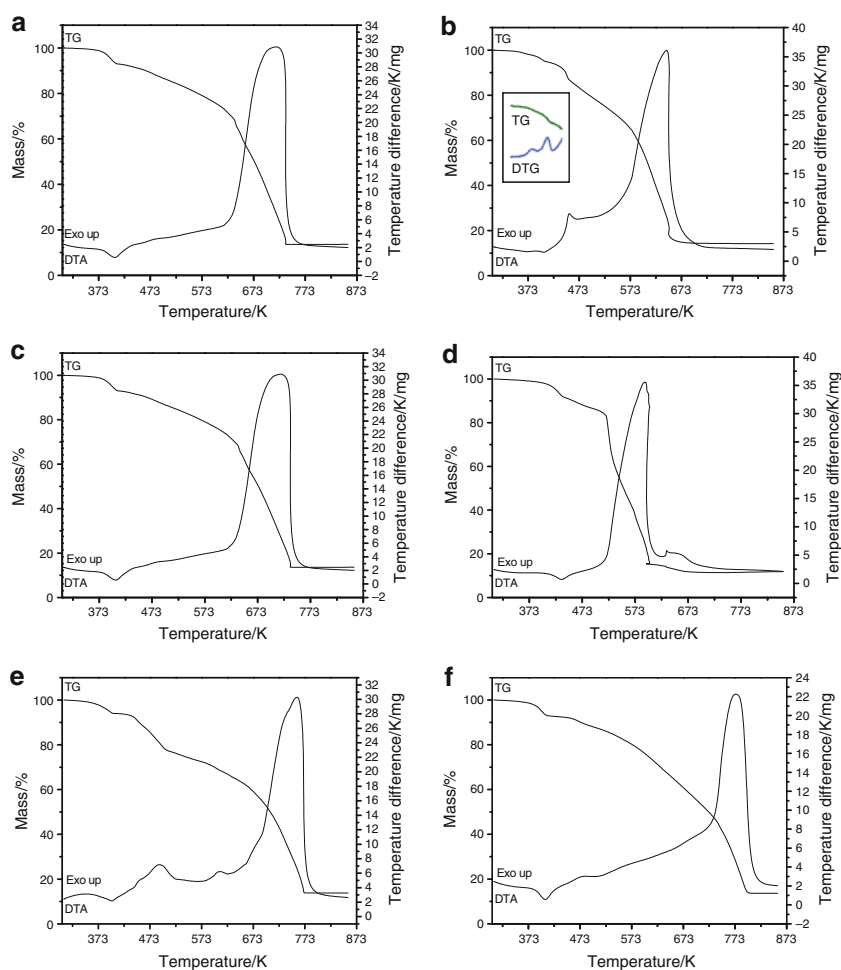 a
TG
Exo up
DTA
100
80
60
40
20
0
Mass/%
373 473 573 673 773 873
Temperature/K
34
32
30
28
26
24
22
20
18
16
14
12
10
8
6
4
2
0
−2
Temperature difference/K/mg
b
TG
TG
DTG
Exo up
DTA
100
80
60
40
20
0
Mass/%
373 473 573 673 773 873
Temperature/K
40
35
30
25
20
15
10
5
0
Temperature difference/K/mg
c
TG
Exo up
DTA
100
80
60
40
20
0
Mass/%
373 473 573 673 773 873
Temperature/K
34
32
30
28
26
24
22
20
18
16
14
12
10
8
6
4
2
0
−2
Temperature difference/K/mg
d
TG
Exo up
DTA
100
80
60
40
20
0
Mass/%
373 473 573 673 773 873
Temperature/K
40
35
30
25
20
15
10
5
0
Temperature difference/K/mg
e
TG
Exo up
DTA
100
80
60
40
20
0
Mass/%
373 473 573 673 773 873
Temperature/K
32
30
28
26
24
22
20
18
16
14
12
10
8
6
4
2
0
Temperature difference/K/mg
f
TG
Exo up
DTA
100
80
60
40
20
0
Mass/%
373 473 573 673 773 873
Temperature/K
24
22
20
18
16
14
12
10
8
6
4
2
0
−2
Temperature difference/K/mg